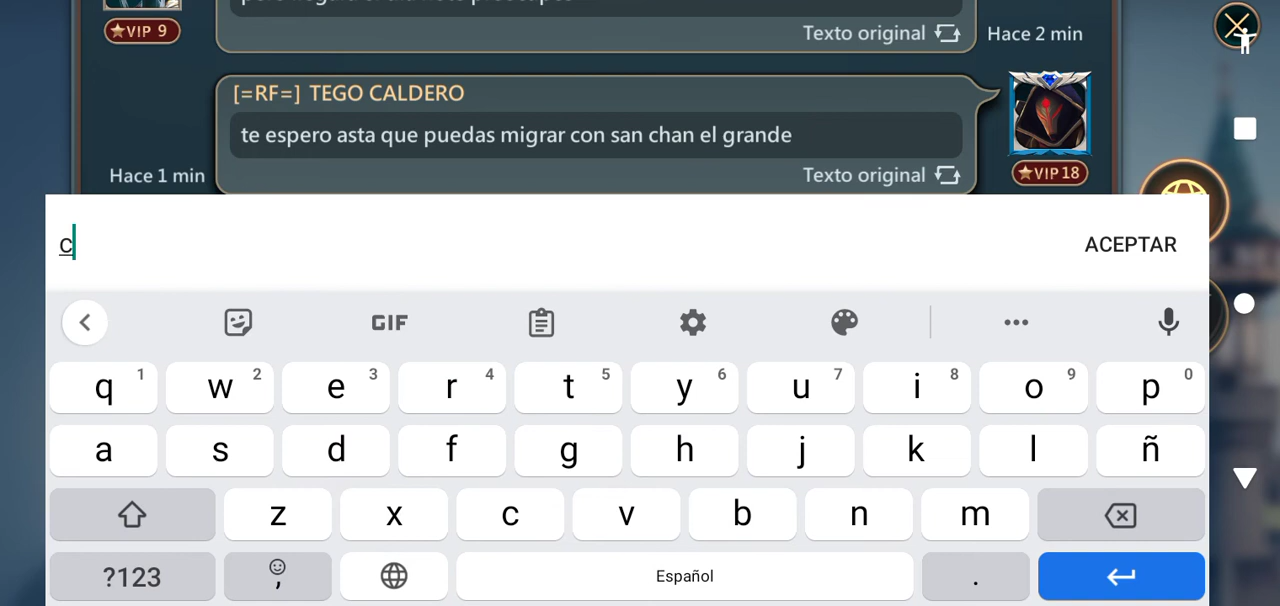 VIP 9
Texto original
Hace 2 min
[=RF=] TEGO CALDERO
te espero asta que puedas migrar con san chan el grande
Hace 1 min
Texto original
VIP 18
c
ACEPTAR
GIF
q 1 w 2 e 3 r 4 t 5 y 6 u 7 i 8 o 9 p 0
a s d f g h j k l ñ
z x c v b n m
?123 , Español .